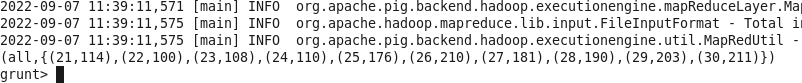 2022-09-07 11:39:11,571 [main] INFO  org.apache.pig.backend.hadoop.executionengine.mapReduceLayer.Map
2022-09-07 11:39:11,575 [main] INFO  org.apache.hadoop.mapreduce.lib.input.FileInputFormat - Total in
2022-09-07 11:39:11,575 [main] INFO  org.apache.pig.backend.hadoop.executionengine.util.MapRedUtil -
(all,{(21,114),(22,100),(23,108),(24,110),(25,176),(26,210),(27,181),(28,190),(29,203),(30,211)})
grunt>